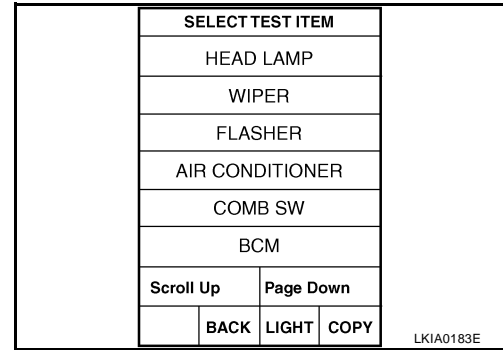 SELECT TEST ITEM
HEAD LAMP
WIPER
FLASHER
AIR CONDITIONER
COMB SW
BCM
Scroll Up Page Down
BACK LIGHT COPY
LKIA0183E